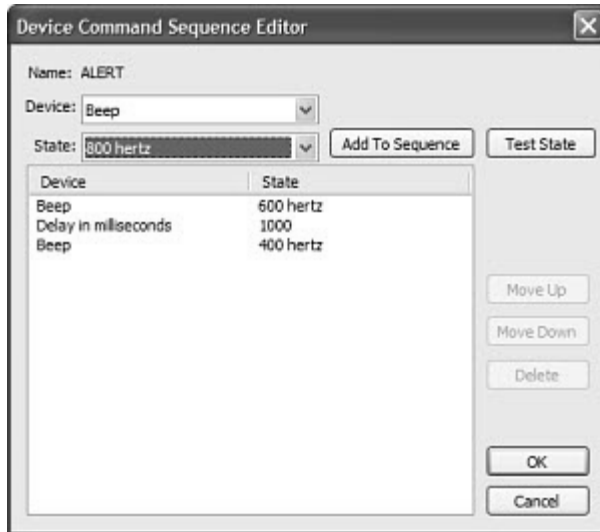 Device Command Sequence Editor
Name: ALERT
Device: Beep
State: 800 hertz Add To Sequence Test State
Device State
Beep 600 hertz
Delay in milliseconds 1000
Beep 400 hertz
Move Up
Move Down
Delete
OK
Cancel